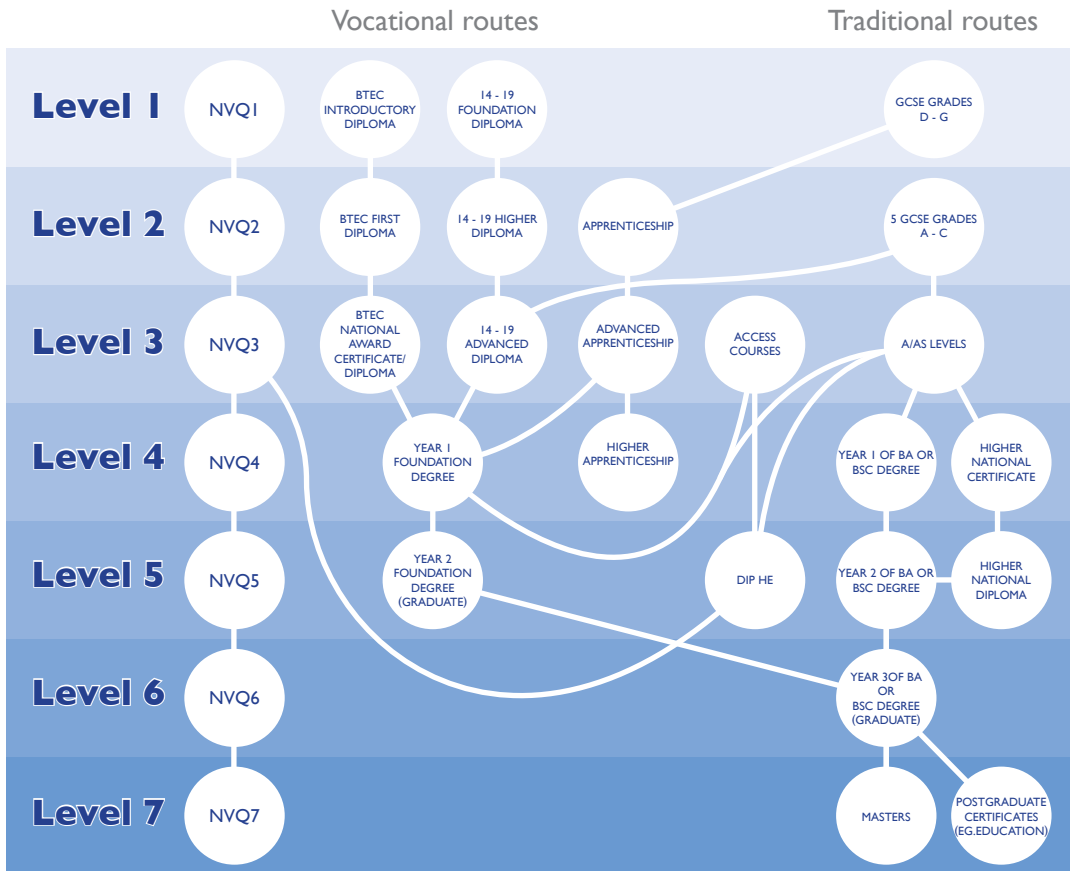 Vocational routes
Traditional routes
Level 1
NVQ1
BTEC
INTRODUCTORY
DIPLOMA
14 - 19
FOUNDATION
DIPLOMA
GCSE GRADES
D - G
Level 2
NVQ2
BTEC FIRST
DIPLOMA
14 - 19 HIGHER
DIPLOMA
APPRENTICESHIP
5 GCSE GRADES
A - C
Level 3
NVQ3
BTEC
NATIONAL
AWARD
CERTIFICATE/
DIPLOMA
14 - 19
ADVANCED
DIPLOMA
ADVANCED
APPRENTICESHIP
ACCESS
COURSES
A/AS LEVELS
Level 4
NVQ4
YEAR 1
FOUNDATION
DEGREE
HIGHER
APPRENTICESHIP
YEAR 1 OF BA OR
BSC DEGREE
HIGHER
NATIONAL
CERTIFICATE
Level 5
NVQ5
YEAR 2
FOUNDATION
DEGREE
(GRADUATE)
DIP HE
YEAR 2 OF BA OR
BSC DEGREE
HIGHER
NATIONAL
DIPLOMA
Level 6
NVQ6
YEAR 3OF BA
OR
BSC DEGREE
(GRADUATE)
Level 7
NVQ7
MASTERS
POSTGRADUATE
CERTIFICATES
(EG.EDUCATION)